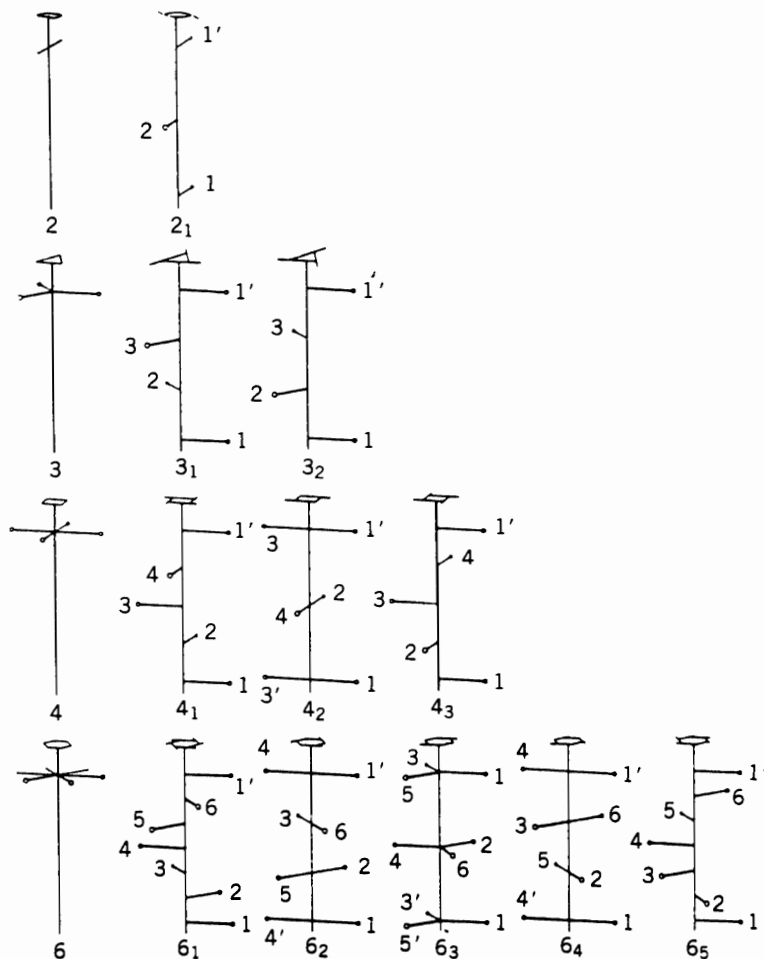 1'
2
1
2 2₁
1' 1'
3 3
2 2
1 1
3 3₁ 3₂
1' 3 1' 1'
4 4
3 4 2 3
2 2
1 3' 1 1
4 4₁ 4₂ 4₃
4 3 4
1' 1' 5 1 1' 1'
6 6
5 3 6 3 6 5
4 4 2 6 4
3 2 5 3
2 5 2 2
4' 3' 4'
1 1 5' 1 1 1
6 6₁ 6₂ 6₃ 6₄ 6₅